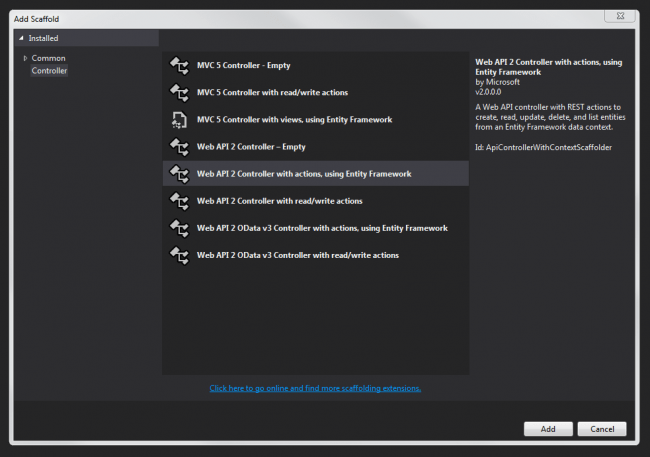 Add Scaffold
Installed
Common
Controller
MVC 5 Controller - Empty
MVC 5 Controller with read/write actions
MVC 5 Controller with views, using Entity Framework
Web API 2 Controller – Empty
Web API 2 Controller with actions, using Entity Framework
Web API 2 Controller with read/write actions
Web API 2 OData v3 Controller with actions, using Entity Framework
Web API 2 OData v3 Controller with read/write actions
Web API 2 Controller with actions, using
Entity Framework
by Microsoft
v2.0.0.0
A Web API controller with REST actions to
create, read, update, delete, and list entities
from an Entity Framework data context.
Id: ApiControllerWithContextScaffolder
Click here to go online and find more scaffolding extensions.
Add
Cancel